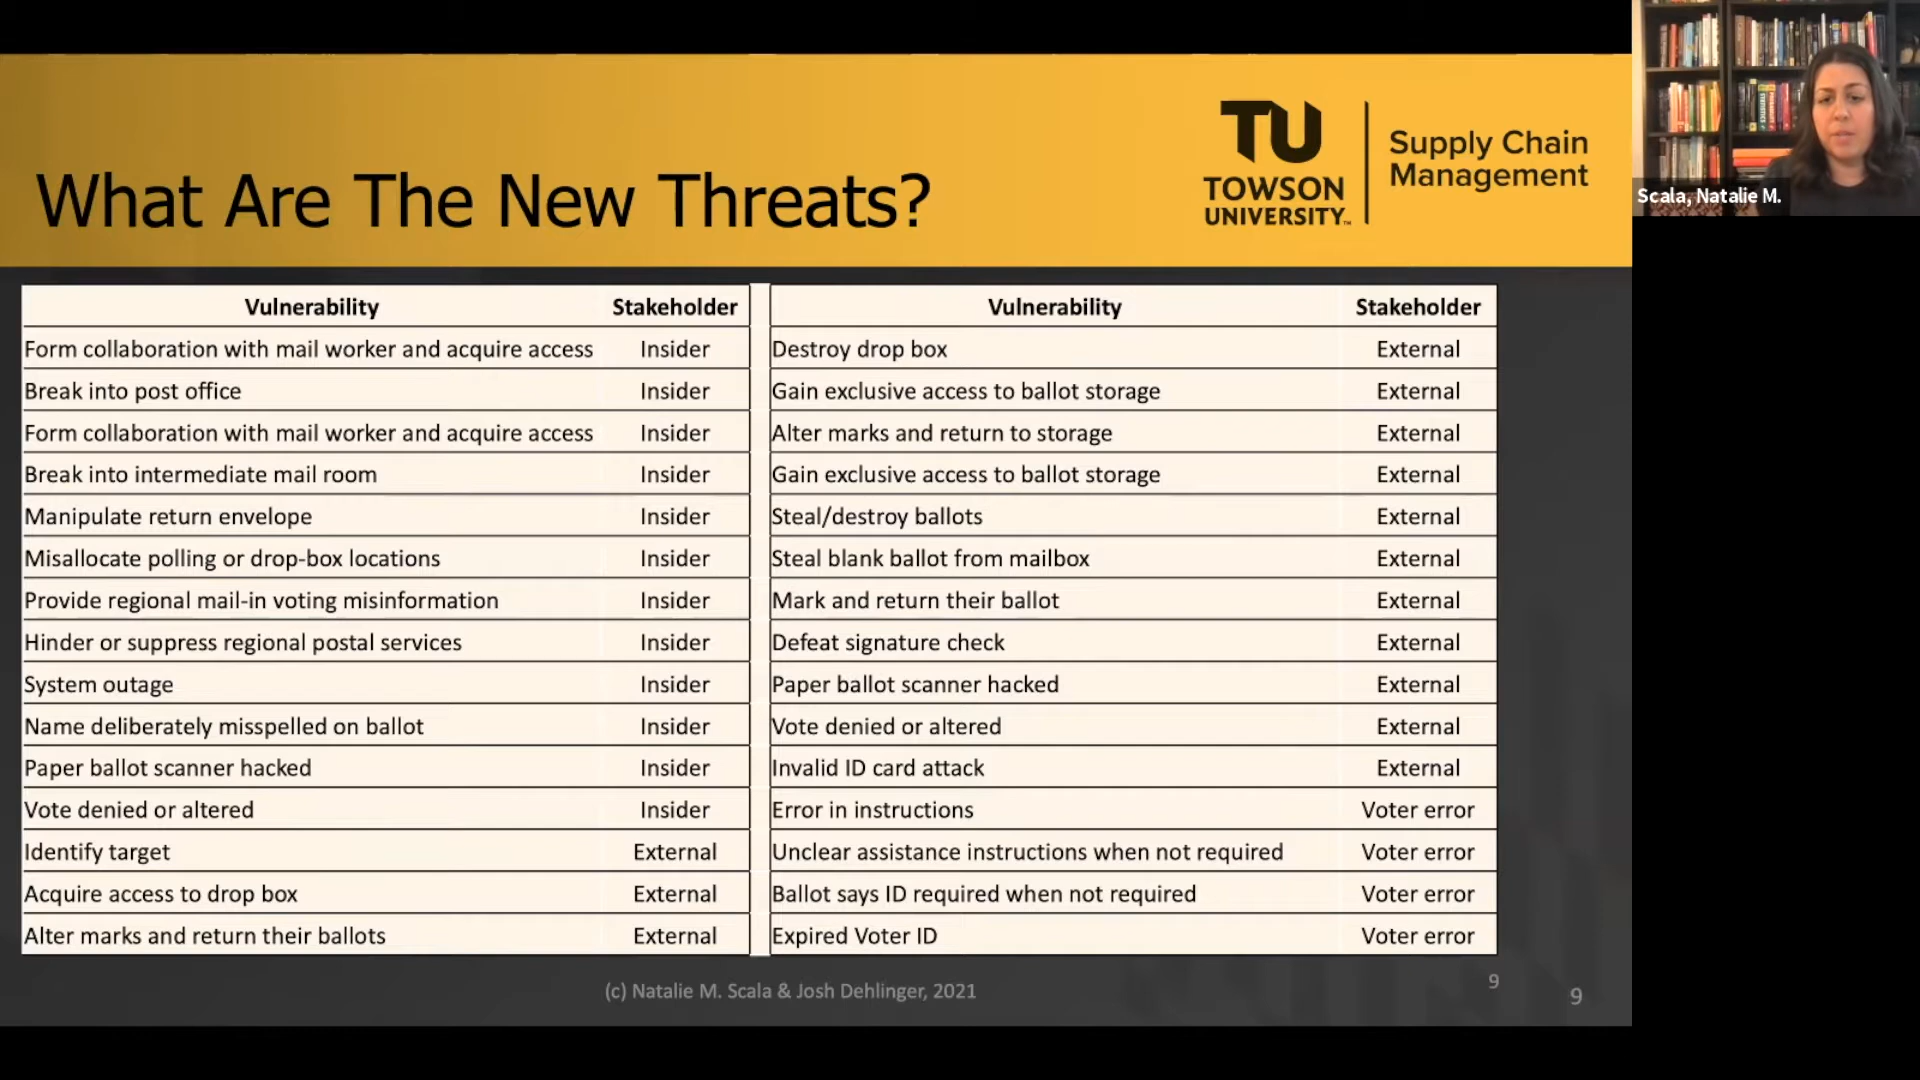 What Are The New Threats?
TU
TOWSON
UNIVERSITY™
Supply Chain
Management
Scala, Natalie M.
Vulnerability Stakeholder
Form collaboration with mail worker and acquire access Insider
Break into post office Insider
Form collaboration with mail worker and acquire access Insider
Break into intermediate mail room Insider
Manipulate return envelope Insider
Misallocate polling or drop-box locations Insider
Provide regional mail-in voting misinformation Insider
Hinder or suppress regional postal services Insider
System outage Insider
Name deliberately misspelled on ballot Insider
Paper ballot scanner hacked Insider
Vote denied or altered Insider
Identify target External
Acquire access to drop box External
Alter marks and return their ballots External
Vulnerability Stakeholder
Destroy drop box External
Gain exclusive access to ballot storage External
Alter marks and return to storage External
Gain exclusive access to ballot storage External
Steal/destroy ballots External
Steal blank ballot from mailbox External
Mark and return their ballot External
Defeat signature check External
Paper ballot scanner hacked External
Vote denied or altered External
Invalid ID card attack External
Error in instructions Voter error
Unclear assistance instructions when not required Voter error
Ballot says ID required when not required Voter error
Expired Voter ID Voter error
(c) Natalie M. Scala & Josh Dehlinger, 2021
9
9